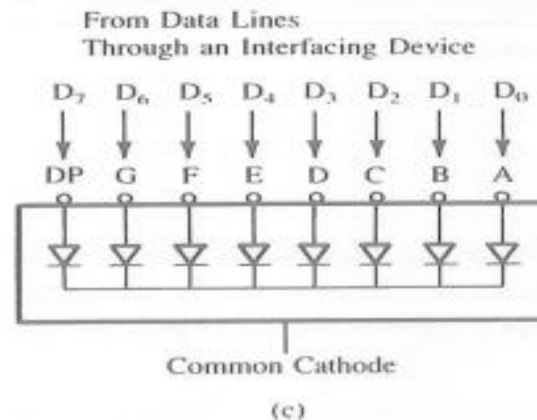 From Data Lines
Through an Interfacing Device
D₇ D₆ D₅ D₄ D₃ D₂ D₁ D₀
DP G F E D C B A
Common Cathode
(c)